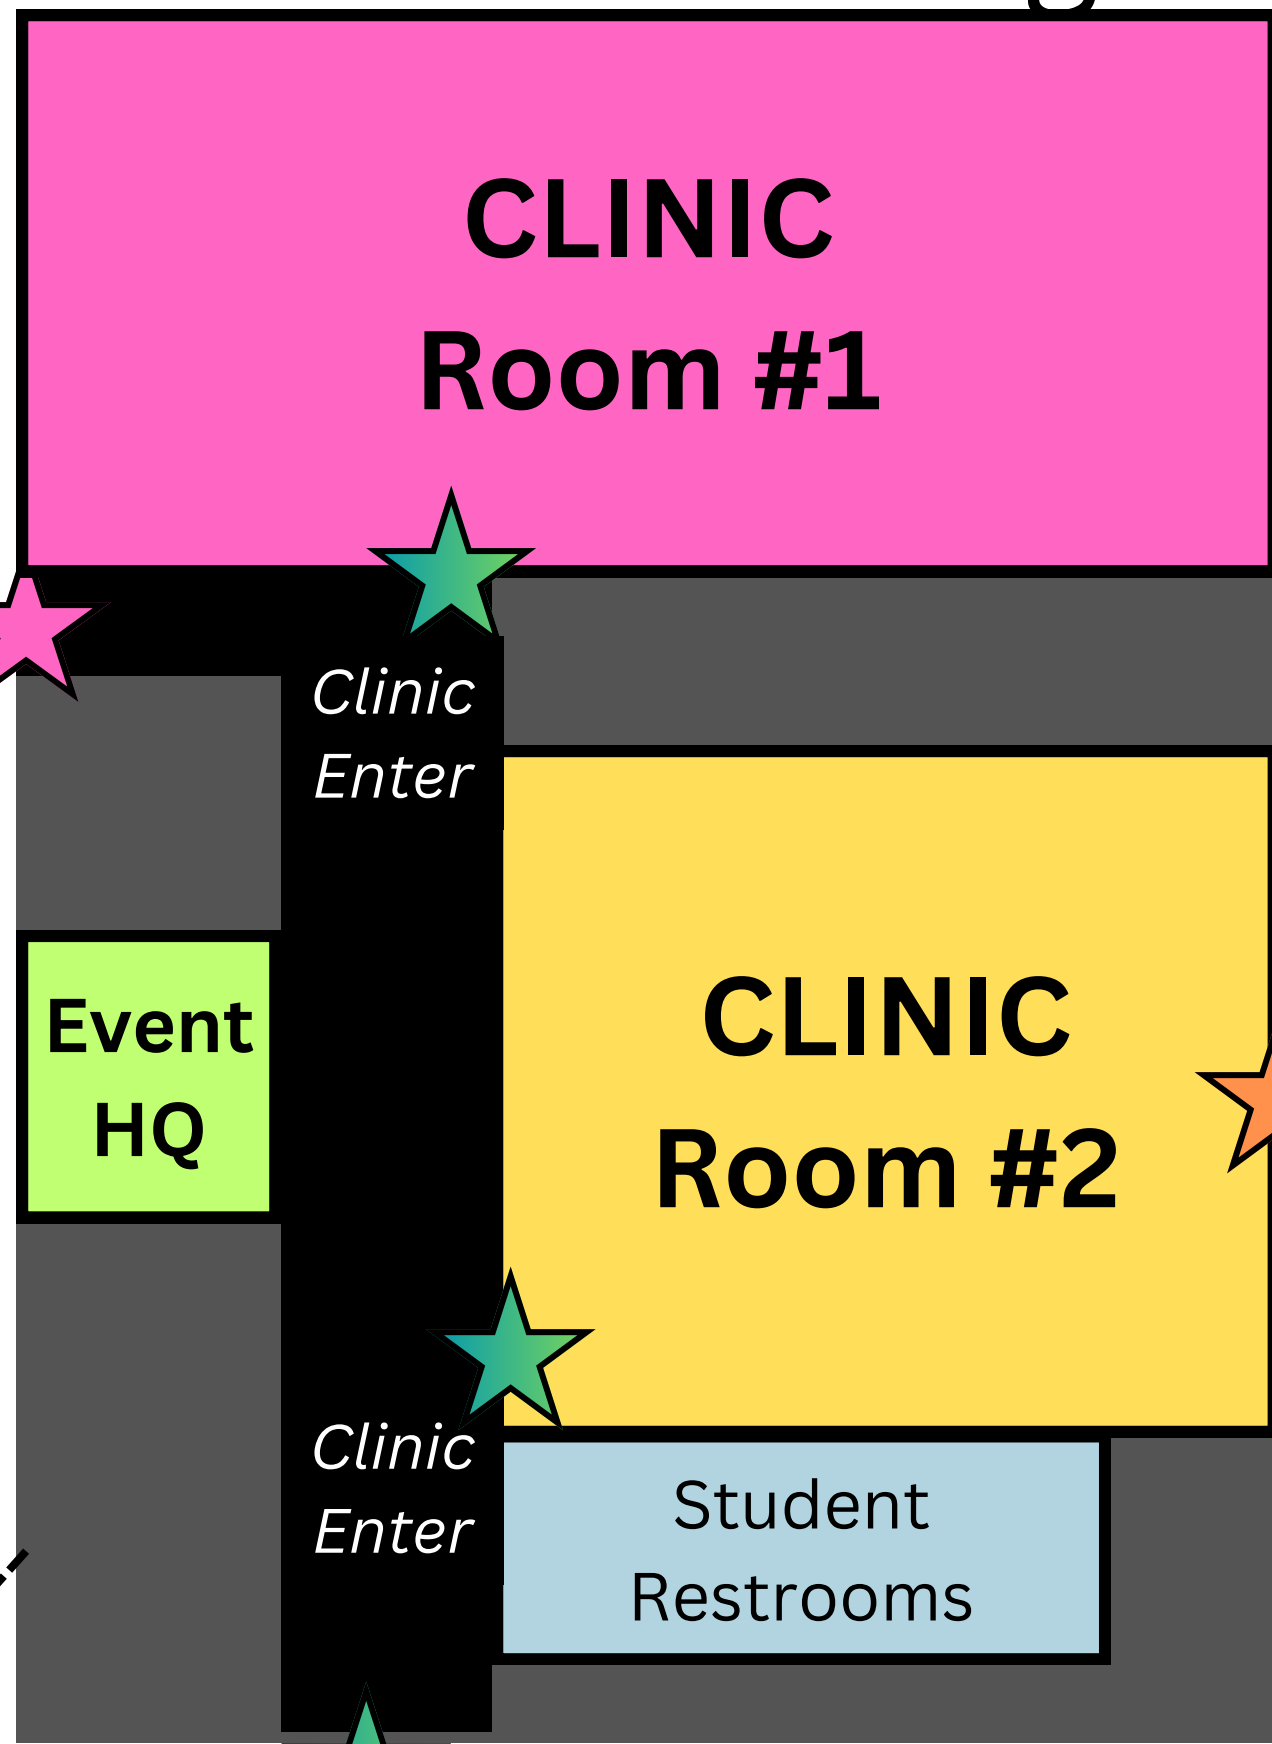 CLINIC
Room #1
Clinic
Enter
Event
HQ
CLINIC
Room #2
Clinic
Enter
Student
Restrooms